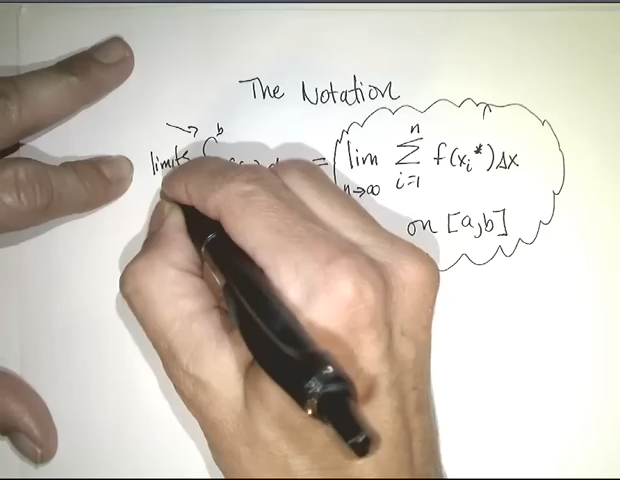 The Notation
limits ∫ b = lim n→∞ n ∑ i=1 f(xᵢ*) Δx
on [a,b]